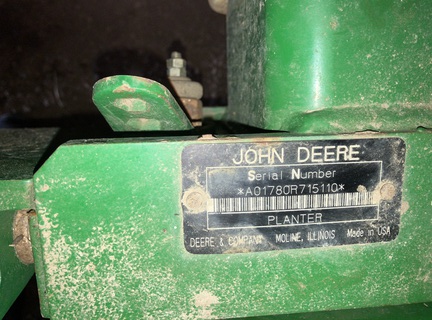 JOHN DEERE
Serial Number
*A01780R715110*
PLANTER
DEERE & COMPANY MOLINE, ILLINOIS Made in USA